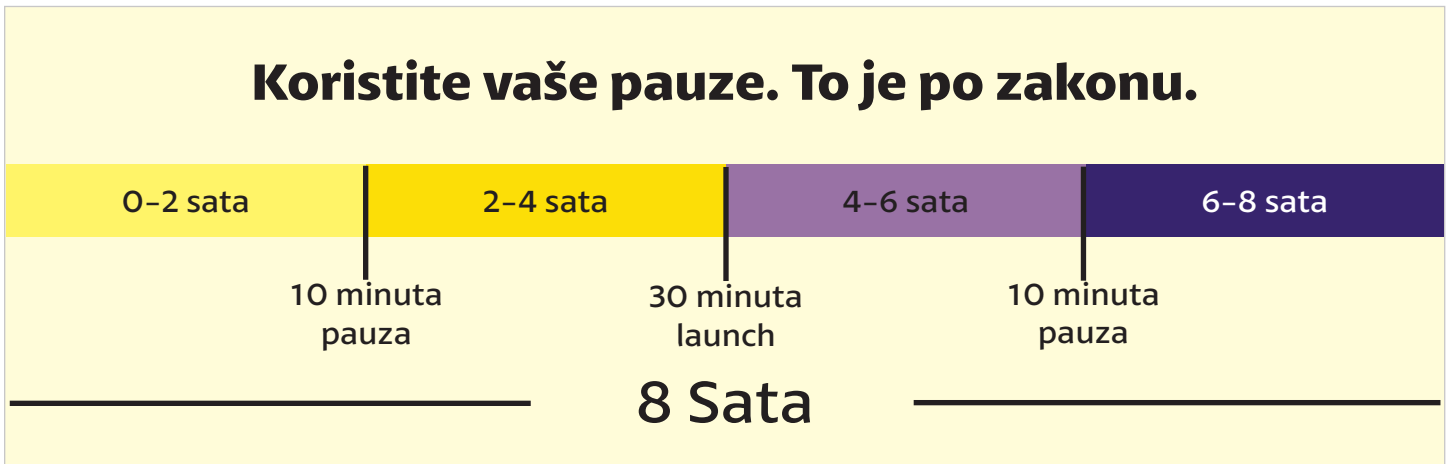 Koristite vaše pauze. To je po zakonu.
0–2 sata
2–4 sata
4–6 sata
6–8 sata
10 minuta
pauza
30 minuta
launch
10 minuta
pauza
8 Sata